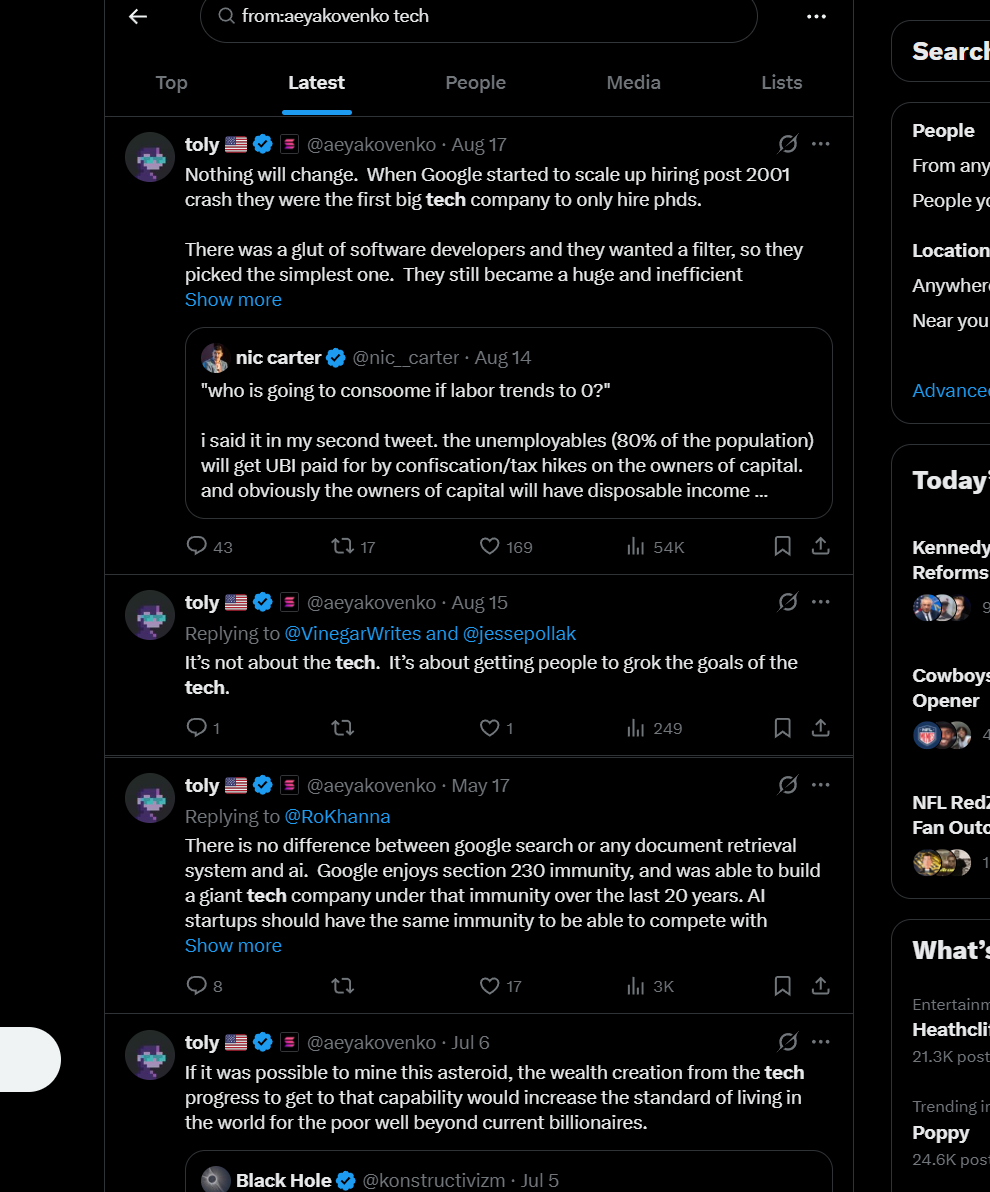 from:aeyakovenko tech
Top
Latest
People
Media
Lists
toly @aeyakovenko · Aug 17
Nothing will change.  When Google started to scale up hiring post 2001
crash they were the first big tech company to only hire phds.
There was a glut of software developers and they wanted a filter, so they
picked the simplest one.  They still became a huge and inefficient
Show more
nic carter @nic__carter · Aug 14
"who is going to consoome if labor trends to 0?"
i said it in my second tweet. the unemployables (80% of the population)
will get UBI paid for by confiscation/tax hikes on the owners of capital.
and obviously the owners of capital will have disposable income ...
43
17
169
54K
toly @aeyakovenko · Aug 15
Replying to @VinegarWrites and @jessepollak
It’s not about the tech.  It’s about getting people to grok the goals of the
tech.
1
1
249
toly @aeyakovenko · May 17
Replying to @RoKhanna
There is no difference between google search or any document retrieval
system and ai.  Google enjoys section 230 immunity, and was able to build
a giant tech company under that immunity over the last 20 years. AI
startups should have the same immunity to be able to compete with
Show more
8
17
3K
toly @aeyakovenko · Jul 6
If it was possible to mine this asteroid, the wealth creation from the tech
progress to get to that capability would increase the standard of living in
the world for the poor well beyond current billionaires.
Black Hole @konstructivizm · Jul 5
Search
People
From any
People yo
Location
Anywhere
Near you
Advanced
Today’
Kennedy
Reforms
Cowboys
Opener
NFL RedZ
Fan Outc
What’s
Entertainm
Heathclif
21.3K post
Trending in
Poppy
24.6K post